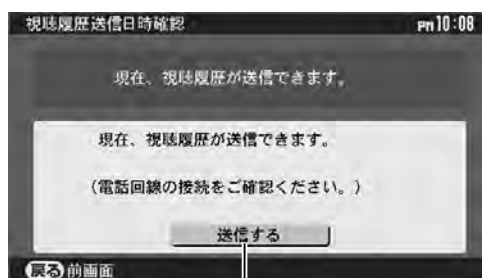 視聴履歴送信日時確認 PM10:08
現在、視聴履歴が送信できます。
現在、視聴履歴が送信できます。
（電話回線の接続をご確認ください。）
送信する
戻る 前画面